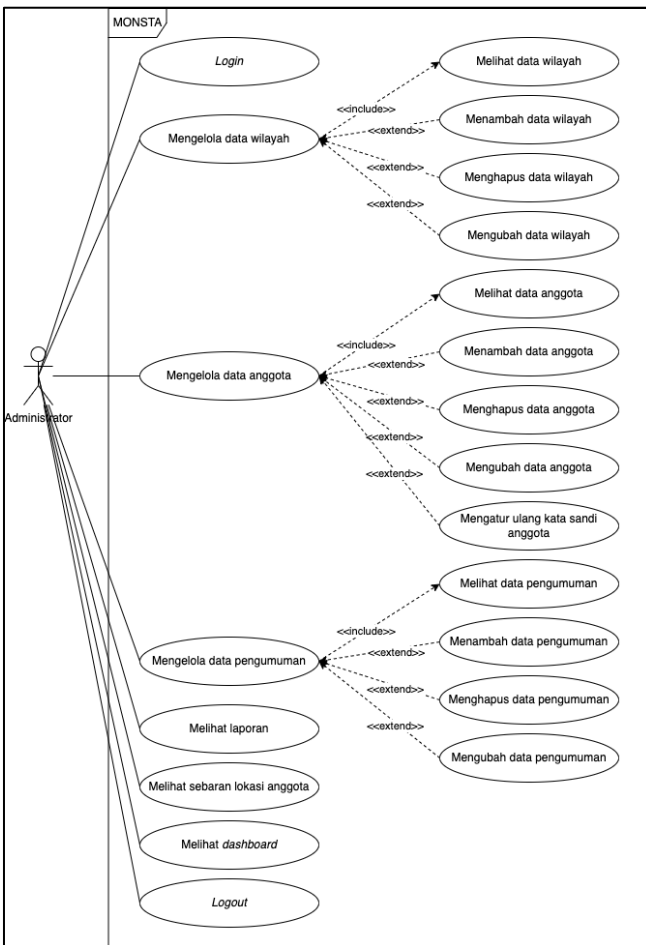 MONSTA
Login
Melihat data wilayah
<<include>>
Mengelola data wilayah
<<extend>>
Menambah data wilayah
<<extend>>
Menghapus data wilayah
<<extend>>
Mengubah data wilayah
Melihat data anggota
<<include>>
Menambah data anggota
<<extend>>
Mengelola data anggota
<<extend>>
Menghapus data anggota
<<extend>>
Mengubah data anggota
<<extend>>
Mengatur ulang kata sandi
anggota
Administrator
Melihat data pengumuman
<<include>>
Menambah data pengumuman
<<extend>>
Mengelola data pengumuman
<<extend>>
Menghapus data pengumuman
<<extend>>
Mengubah data pengumuman
Melihat laporan
Melihat sebaran lokasi anggota
Melihat dashboard
Logout